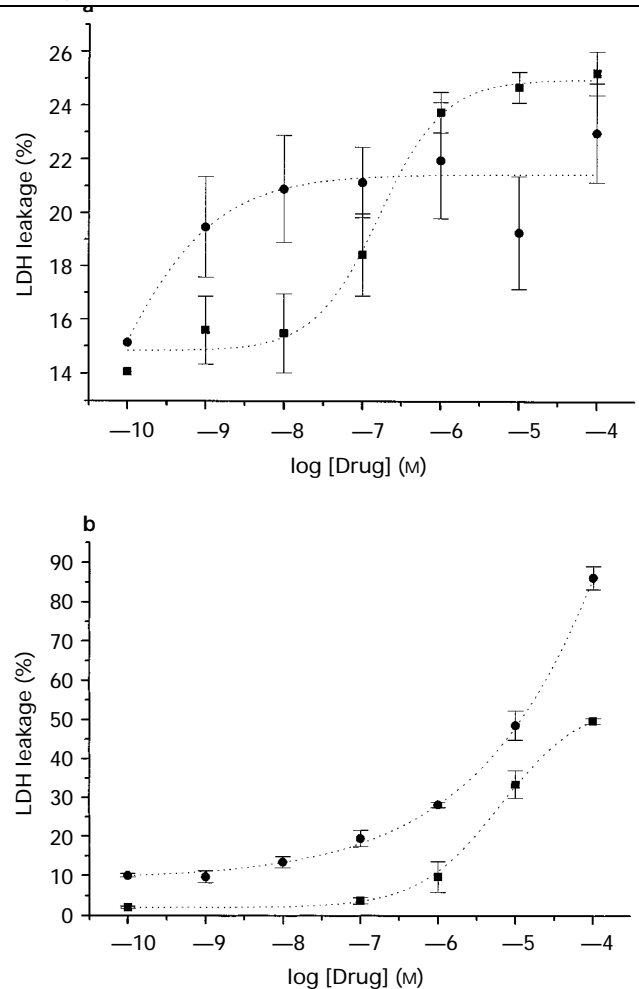 a
26
24
22
20
18
16
14
LDH leakage (%)
—10 —9 —8 —7 —6 —5 —4
log [Drug] (M)
b
90
80
70
60
50
40
30
20
10
0
LDH leakage (%)
—10 —9 —8 —7 —6 —5 —4
log [Drug] (M)